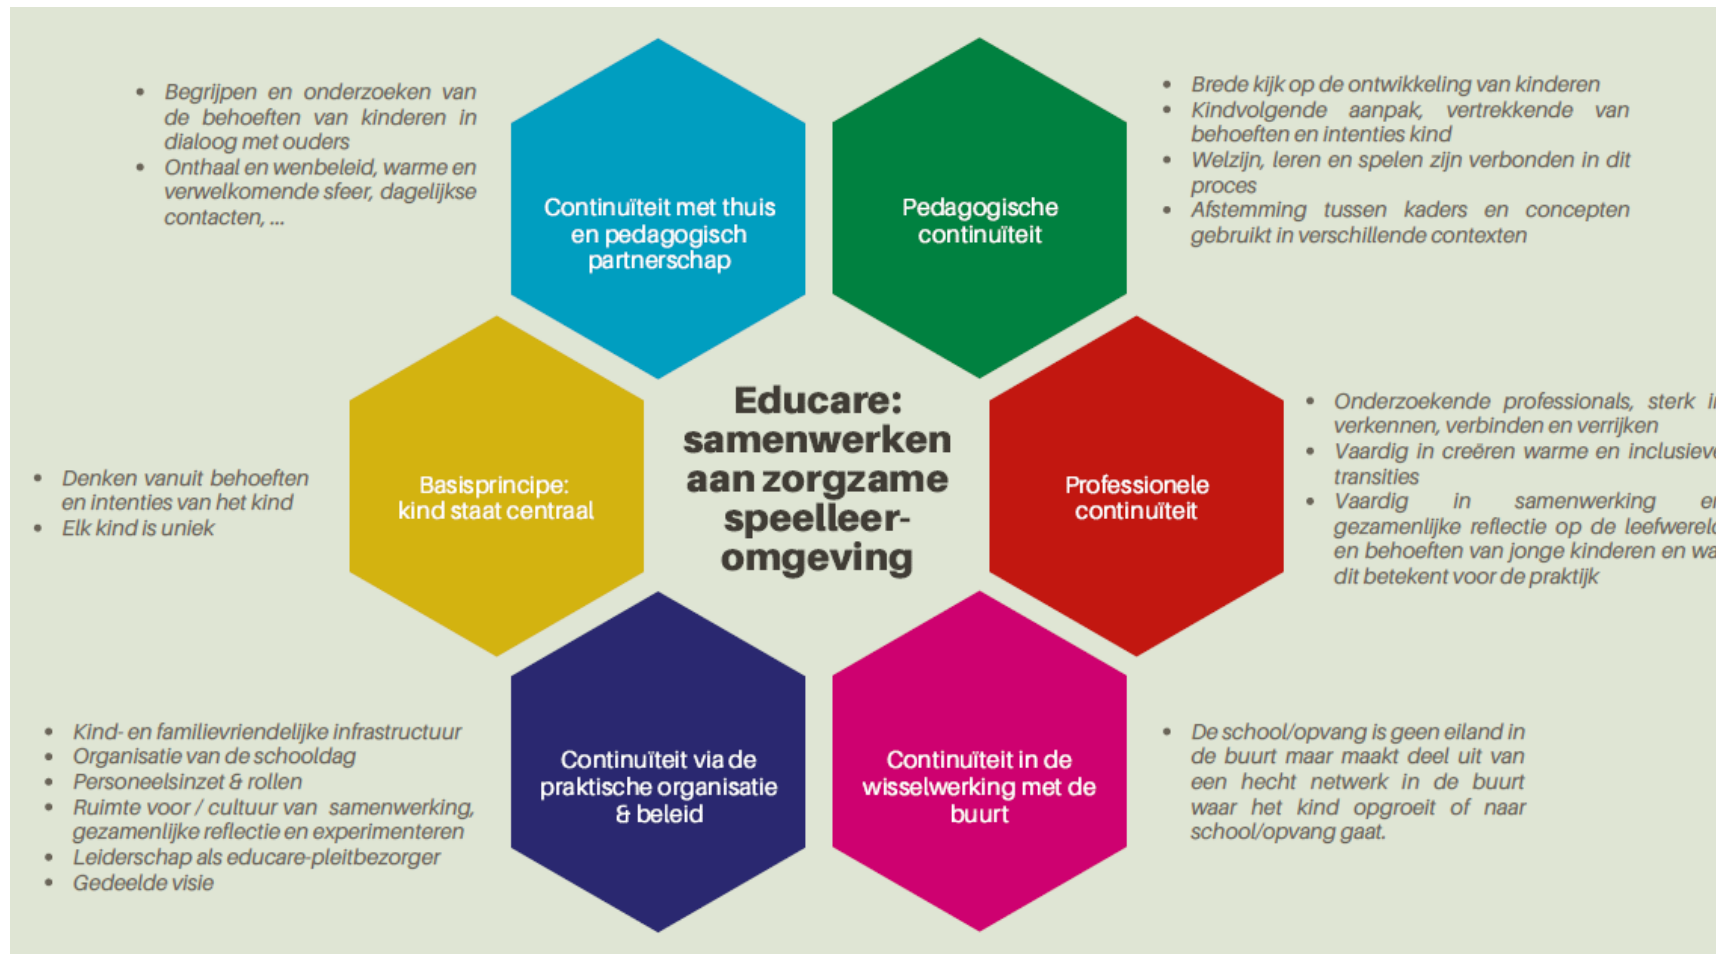 • Begrijpen en onderzoeken van
de behoeften van kinderen in
dialoog met ouders
• Onthaal en wenbeleid, warme en
verwelkomende sfeer, dagelijkse
contacten, ...
Continuïteit met thuis
en pedagogisch
partnerschap
Pedagogische
continuïteit
• Brede kijk op de ontwikkeling van kinderen
• Kindvolgende aanpak, vertrekkende van
behoeften en intenties kind
• Welzijn, leren en spelen zijn verbonden in dit
proces
• Afstemming tussen kaders en concepten
gebruikt in verschillende contexten
• Denken vanuit behoeften
en intenties van het kind
• Elk kind is uniek
Basisprincipe:
kind staat centraal
Educare:
samenwerken
aan zorgzame
speelleer-
omgeving
Professionele
continuïteit
• Onderzoekende professionals, sterk
verkennen, verbinden en verrijken
• Vaardig in creëren warme en inclusieve
transities
• Vaardig in samenwerking
gezamenlijke reflectie op de leefwereld
en behoeften van jonge kinderen en
dit betekent voor de praktijk
• Kind- en familievriendelijke infrastructuur
• Organisatie van de schooldag
• Personeelsinzet & rollen
• Ruimte voor / cultuur van samenwerking,
gezamenlijke reflectie en experimenteren
• Leiderschap als educare-pleitbezorger
• Gedeelde visie
Continuïteit via de
praktische organisatie
& beleid
Continuïteit in de
wisselwerking met de
buurt
• De school/opvang is geen eiland in
de buurt maar maakt deel uit van
een hecht netwerk in de buurt
waar het kind opgroeit of naar
school/opvang gaat.